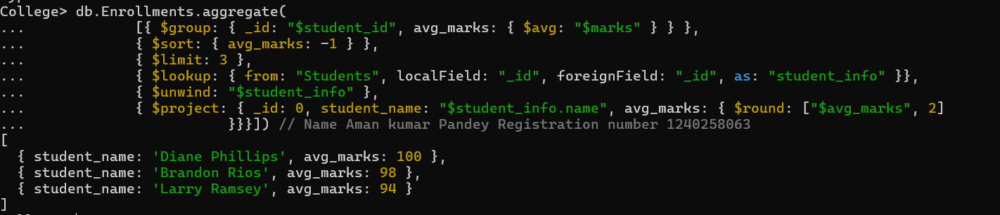 College> db.Enrollments.aggregate(
... [{ $group: { _id: "$student_id", avg_marks: { $avg: "$marks" } } },
... { $sort: { avg_marks: -1 } },
... { $limit: 3 },
... { $lookup: { from: "Students", localField: "_id", foreignField: "_id", as: "student_info" }},
... { $unwind: "$student_info" },
... { $project: { _id: 0, student_name: "$student_info.name", avg_marks: { $round: ["$avg_marks", 2]
... }}}]) // Name Aman kumar Pandey Registration number 1240258063
[
{ student_name: 'Diane Phillips', avg_marks: 100 },
{ student_name: 'Brandon Rios', avg_marks: 98 },
{ student_name: 'Larry Ramsey', avg_marks: 94 }
]